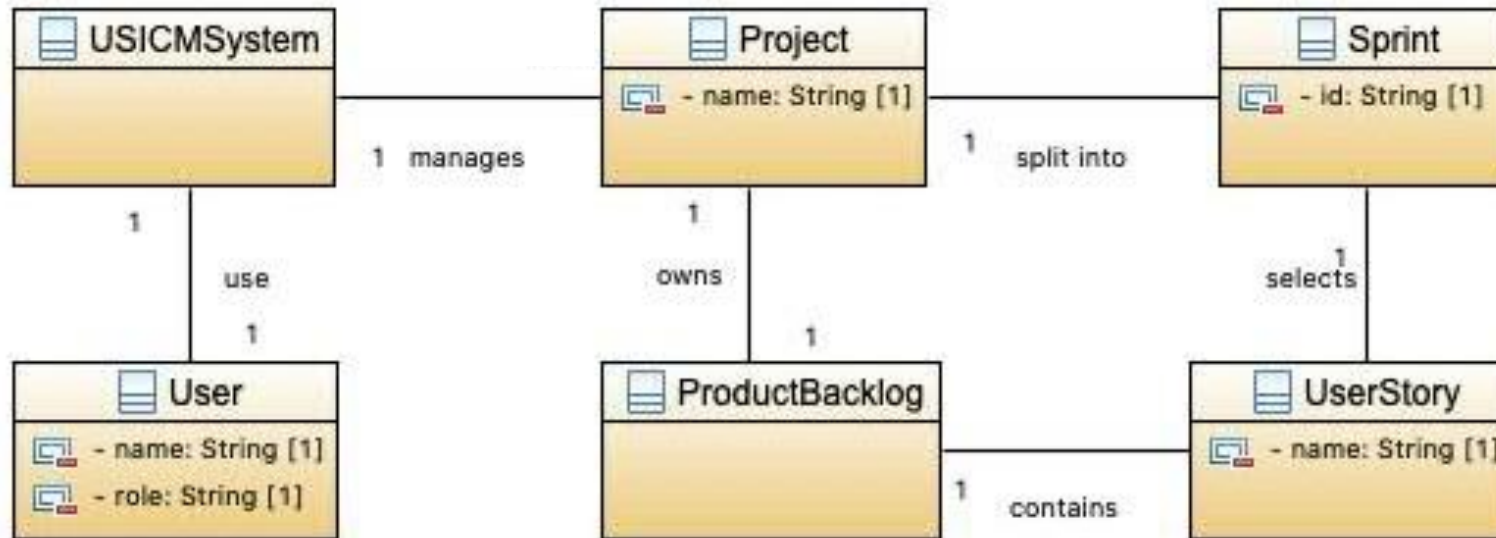 USICMSystem
Project
- name: String [1]
Sprint
- id: String [1]
1 manages
1
split into
1
use
1
1
owns
1
1
selects
User
- name: String [1]
- role: String [1]
ProductBacklog
UserStory
- name: String [1]
1
contains